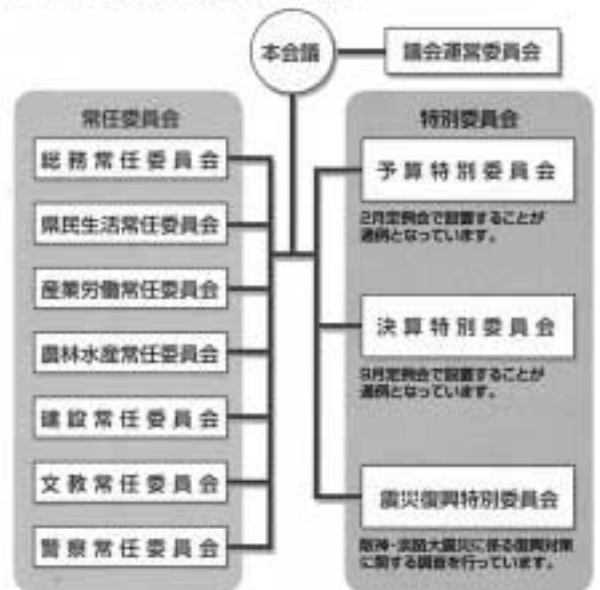 本会議
議会運営委員会
常任委員会
総務常任委員会
県民生活常任委員会
産業労働常任委員会
農林水産常任委員会
建設常任委員会
文教常任委員会
警察常任委員会
特別委員会
予算特別委員会
2月定例会で設置することが
通例となっています。
決算特別委員会
9月定例会で設置することが
通例となっています。
震災復興特別委員会
阪神・淡路大震災に係る復興対策
に関する調査を行っています。